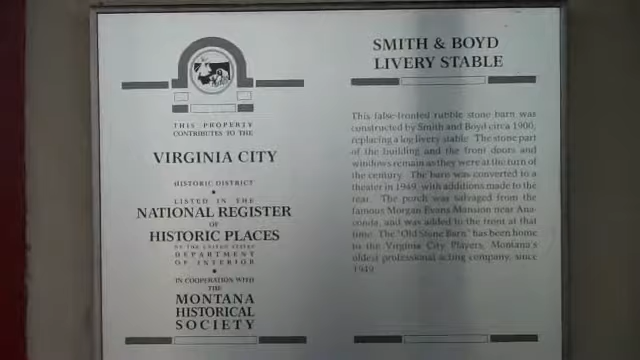 THIS PROPERTY
CONTRIBUTES TO THE
VIRGINIA CITY
HISTORIC DISTRICT
LISTED IN THE
NATIONAL REGISTER
OF
HISTORIC PLACES
BY THE UNITED STATES
DEPARTMENT
OF INTERIOR
IN COOPERATION WITH
THE
MONTANA
HISTORICAL
SOCIETY
SMITH & BOYD
LIVERY STABLE
This false-fronted rubble stone barn was
constructed by Smith and Boyd circa 1900,
replacing a log livery stable. The stone part
of the building and the front doors and
windows remain as they were at the turn of
the century. The barn was converted to a
theater in 1949, with additions made to the
rear. The porch was salvaged from the
famous Morgan Evans Mansion near Ana-
conda, and was added to the front at that
time. The "Old Stone Barn" has been home
to the Virginia City Players, Montana's
oldest professional acting company, since
1949.